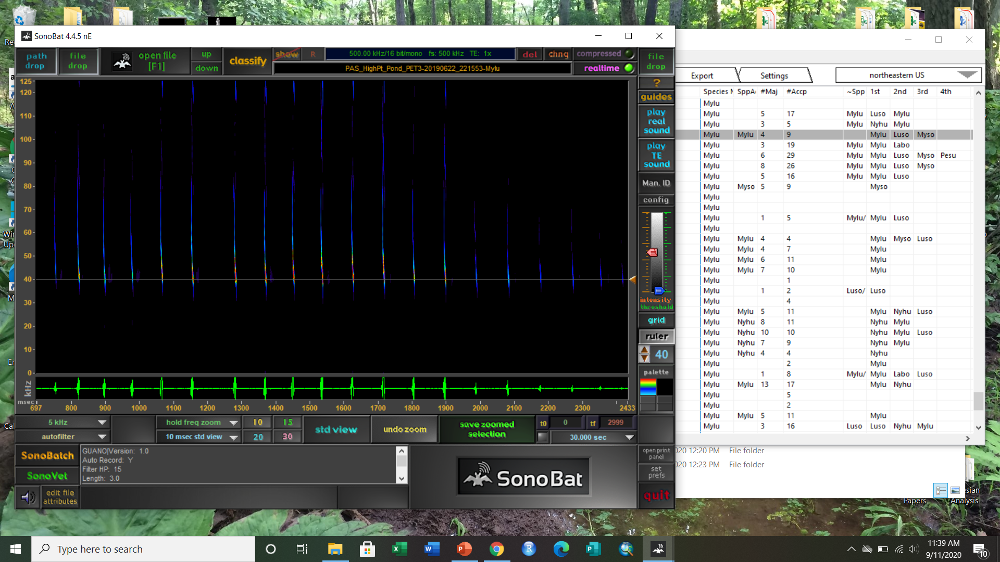 SonoBat 4.4.5 nE
path drop
file drop
open file [F1]
up
down
classify
show
R
500.00 kHz/16 bit/mono fs: 500 kHz TE: 1x
del
chng
compressed
PAS_HighPt_Pond_PET3-20190622_221553-Mylu
realtime
file drop
?
guides
play real sound
play TE sound
Man. ID
config
intensity
threshold
grid
ruler
40
palette
125
120
110
100
90
80
70
60
50
40
30
20
10
0
kHz
msec
697 800 900 1000 1100 1200 1300 1400 1500 1600 1700 1800 1900 2000 2100 2200 2300 2433
5 kHz
autofilter
hold freq zoom
10 msec std view
10 15
20 30
std view
undo zoom
save zoomed selection
t0 0 tf 2999
30.000 sec
SonoBatch
SonoVet
edit file attributes
GUANO|Version: 1.0
Auto Record: Y
Filter HP: 15
Length: 3.0
SonoBat
open print panel
set prefs
quit
Export
Settings
northeastern US
Species #Maj #Accp ~Spp 1st 2nd 3rd 4th
Mylu
Mylu 5 17 Mylu Luso Mylu
Mylu 3 5 Mylu Nyhu Mylu
Mylu Mylu 4 9 Mylu Luso Myso
Mylu 3 19 Mylu Mylu Labo
Mylu 6 29 Mylu Mylu Luso Myso Pesu
Mylu 8 26 Mylu Mylu Luso Myso
Mylu 5 16 Mylu Mylu Luso
Mylu Myso 5 9 Myso
Mylu
Mylu
Mylu 1 5 Mylu/ Mylu Luso
Mylu
Mylu Mylu 4 4 Mylu Myso Luso
Mylu Mylu 4 7 Mylu
Mylu Mylu 6 11 Mylu
Mylu Mylu 7 10 Mylu
Mylu 1
Mylu 1 2 Luso/ Luso
Mylu 4
Mylu Mylu 5 11 Mylu Nyhu Luso
Mylu Nyhu 8 11 Nyhu Mylu
Mylu Nyhu 10 10 Nyhu Mylu Luso
Mylu Nyhu 7 9 Nyhu Mylu
Mylu Nyhu 4 4 Nyhu
Mylu 2 Mylu
Mylu 1 8 Mylu/ Mylu Labo Luso
Mylu Mylu 13 17 Mylu Nyhu
Mylu 5
Mylu 2
Mylu Mylu 5 11 Mylu
Mylu 3 16 Luso Luso Nyhu Mylu
020 12:20 PM File folder
020 12:23 PM File folder
Papers
Analysis
Type here to search
11:39 AM
9/11/2020
10